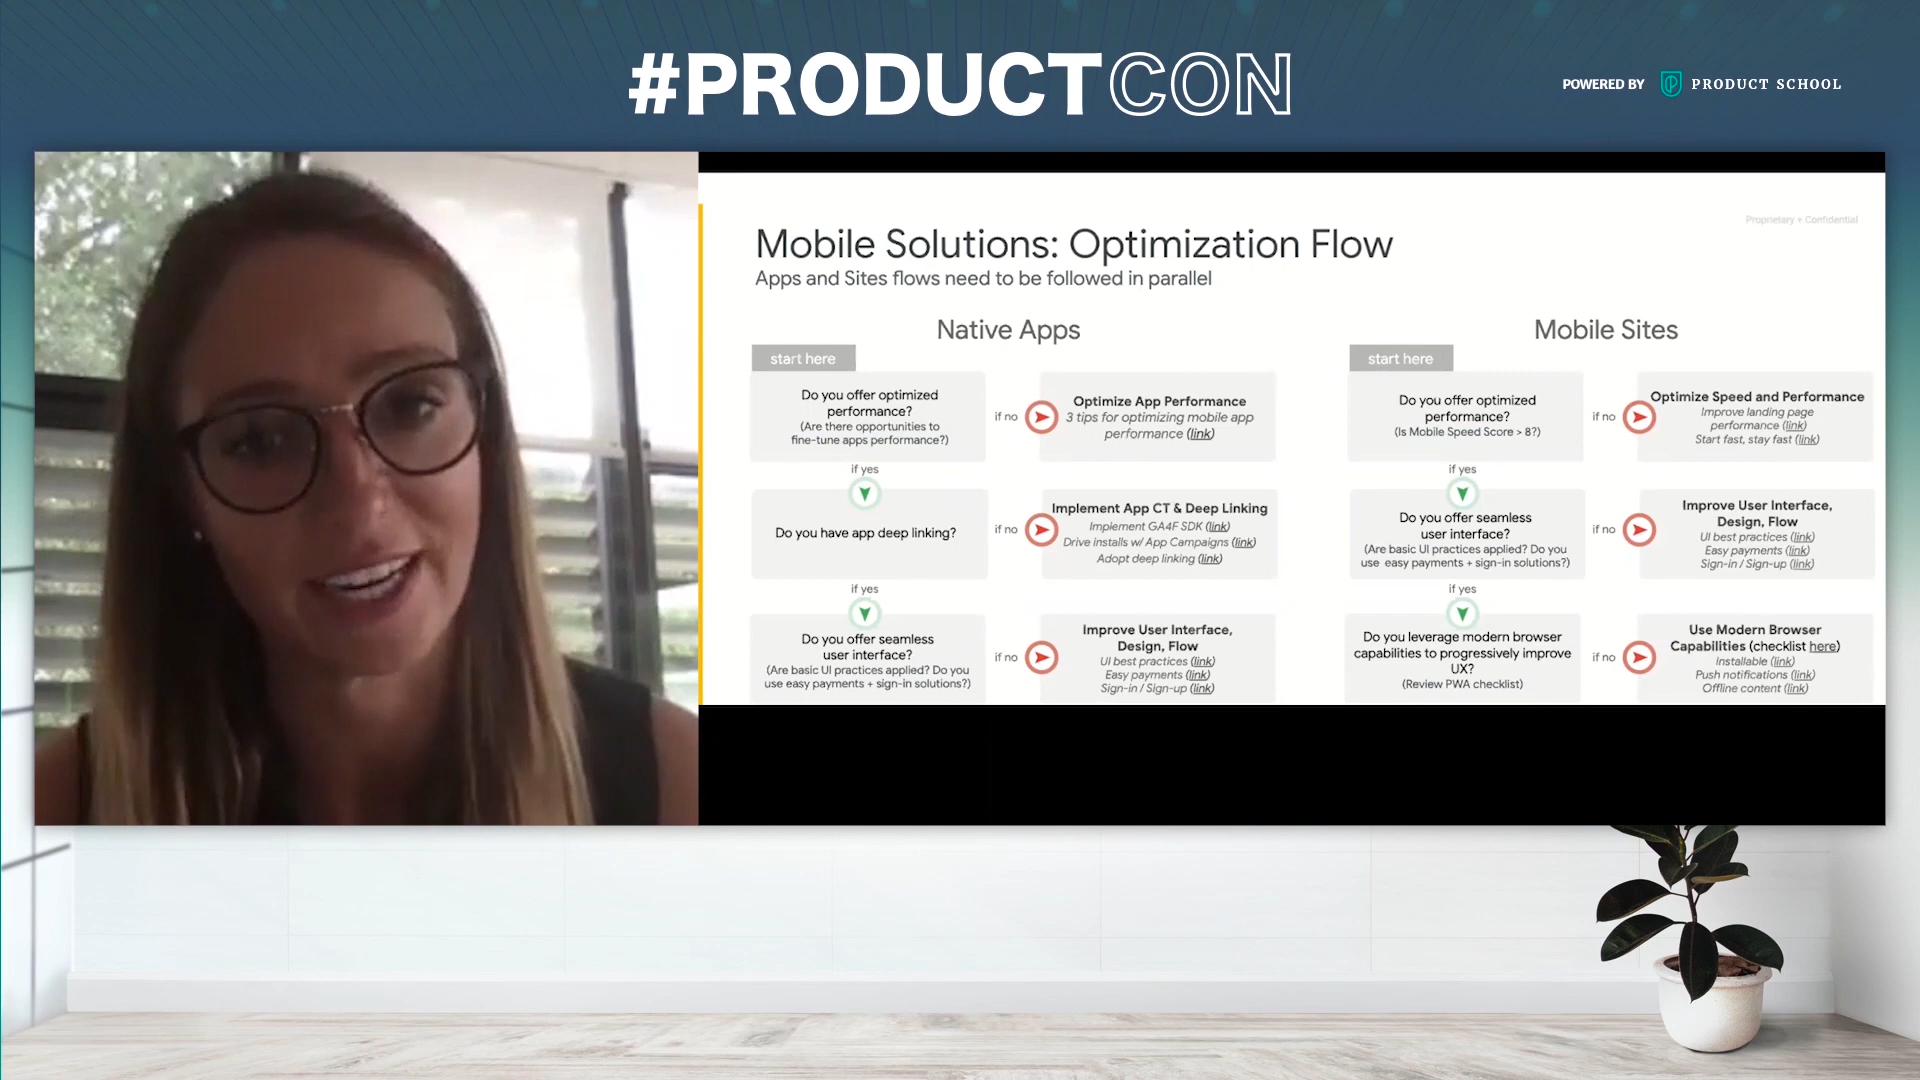 #PRODUCTCON
POWERED BY PRODUCT SCHOOL
Proprietary + Confidential
Mobile Solutions: Optimization Flow
Apps and Sites flows need to be followed in parallel
Native Apps
start here
Do you offer optimized
performance?
(Are there opportunities to
fine-tune apps performance?)
if no
Optimize App Performance
3 tips for optimizing mobile app
performance (link)
if yes
Do you have app deep linking?
if no
Implement App CT & Deep Linking
Implement GA4F SDK (link)
Drive installs w/ App Campaigns (link)
Adopt deep linking (link)
if yes
Do you offer seamless
user interface?
(Are basic UI practices applied? Do you
use easy payments + sign-in solutions?)
if no
Improve User Interface,
Design, Flow
UI best practices (link)
Easy payments (link)
Sign-in / Sign-up (link)
Mobile Sites
start here
Do you offer optimized
performance?
(Is Mobile Speed Score > 8?)
if no
Optimize Speed and Performance
Improve landing page
performance (link)
Start fast, stay fast (link)
if yes
Do you offer seamless
user interface?
(Are basic UI practices applied? Do you
use easy payments + sign-in solutions?)
if no
Improve User Interface,
Design, Flow
UI best practices (link)
Easy payments (link)
Sign-in / Sign-up (link)
if yes
Do you leverage modern browser
capabilities to progressively improve
UX?
(Review PWA checklist)
if no
Use Modern Browser
Capabilities (checklist here)
Installable (link)
Push notifications (link)
Offline content (link)